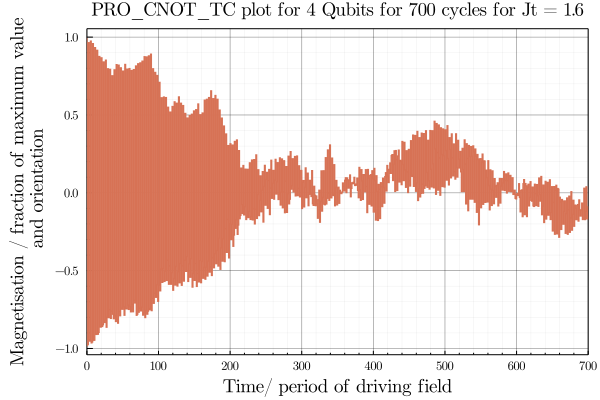 PRO_CNOT_TC plot for 4 Qubits for 700 cycles for Jt = 1.6
Magnetisation / fraction of maximum value
and orientation
1.0
0.5
0.0
−0.5
−1.0
0 100 200 300 400 500 600 700
Time/ period of driving field